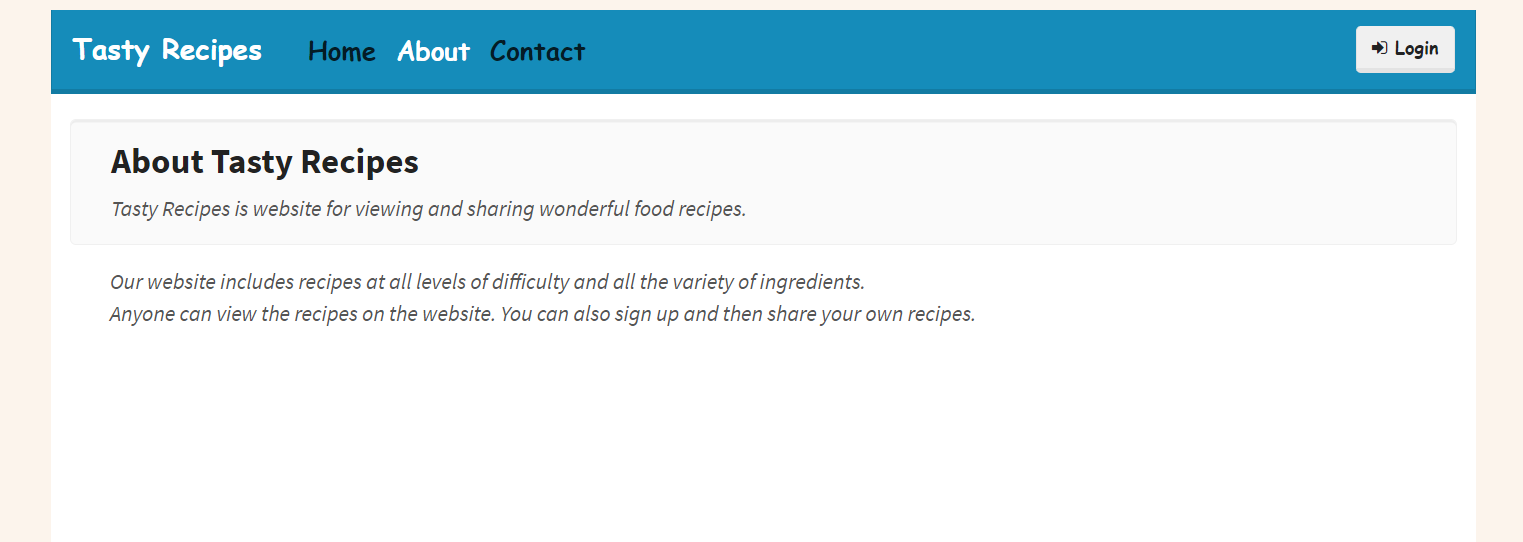 Tasty Recipes Home About Contact Login
About Tasty Recipes
Tasty Recipes is website for viewing and sharing wonderful food recipes.
Our website includes recipes at all levels of difficulty and all the variety of ingredients.
Anyone can view the recipes on the website. You can also sign up and then share your own recipes.